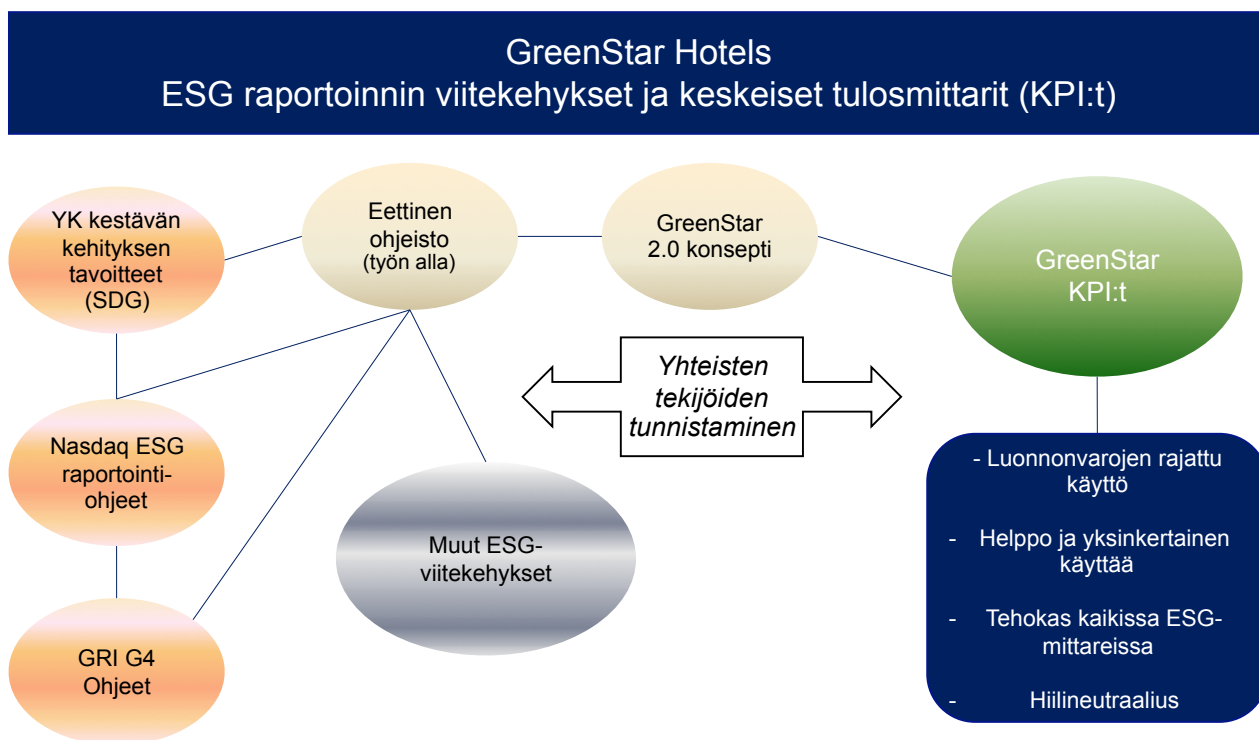 GreenStar Hotels
ESG raportoinnin viitekehykset ja keskeiset tulosmittarit (KPI:t)
YK kestävän
kehityksen
tavoitteet
(SDG)
Eettinen
ohjeisto
(työn alla)
GreenStar
2.0 konsepti
GreenStar
KPI:t
Yhteisten
tekijöiden
tunnistaminen
Nasdaq ESG
raportointi-
ohjeet
Muut ESG-
viitekehykset
GRI G4
Ohjeet
- Luonnonvarojen rajattu
käyttö
- Helppo ja yksinkertainen
käyttää
- Tehokas kaikissa ESG-
mittareissa
- Hiilineutraalius